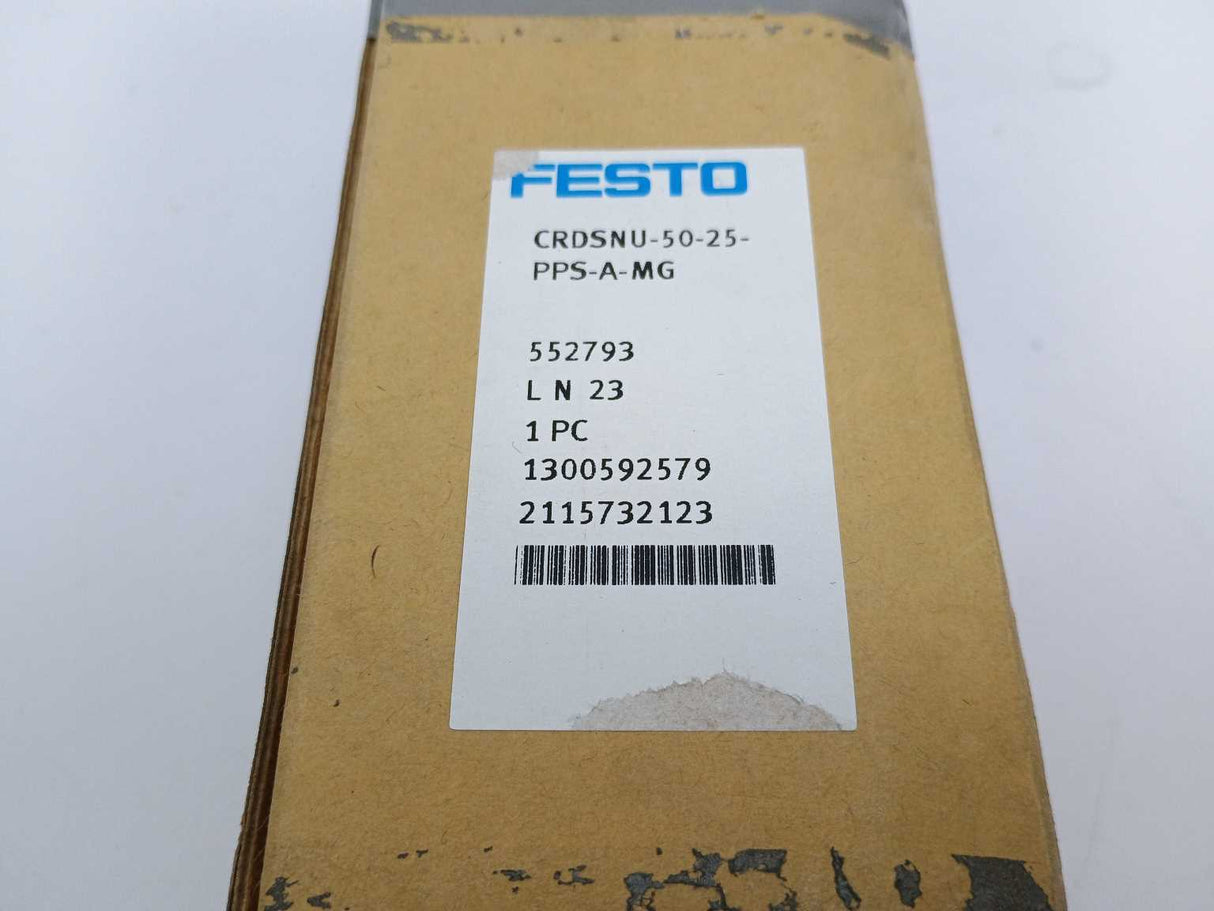 FESTO
CRDSNU-50-25-
PPS-A-MG
552793
L N 23
1 PC
1300592579
2115732123